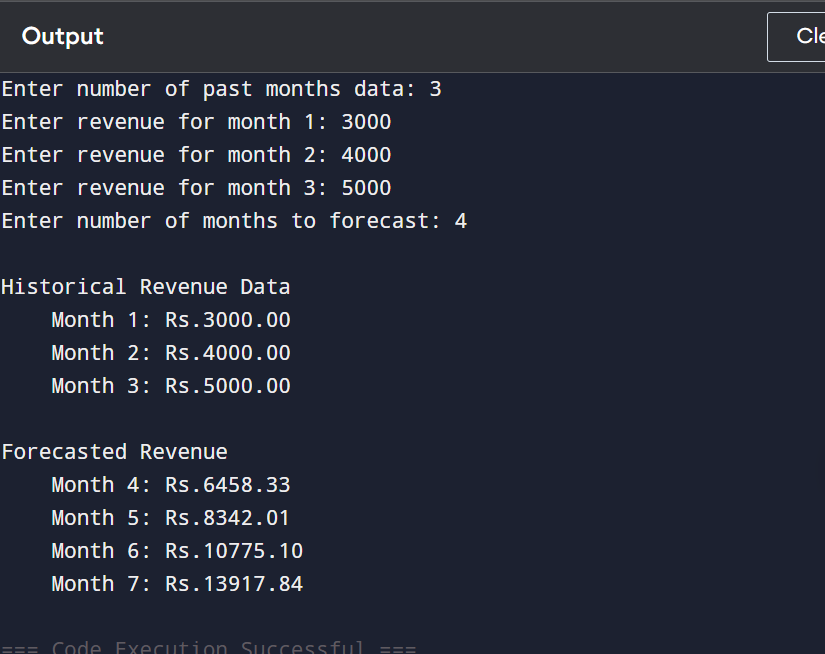 Output
Cle
Enter number of past months data: 3
Enter revenue for month 1: 3000
Enter revenue for month 2: 4000
Enter revenue for month 3: 5000
Enter number of months to forecast: 4
Historical Revenue Data
Month 1: Rs.3000.00
Month 2: Rs.4000.00
Month 3: Rs.5000.00
Forecasted Revenue
Month 4: Rs.6458.33
Month 5: Rs.8342.01
Month 6: Rs.10775.10
Month 7: Rs.13917.84
=== Code Execution Successful ===